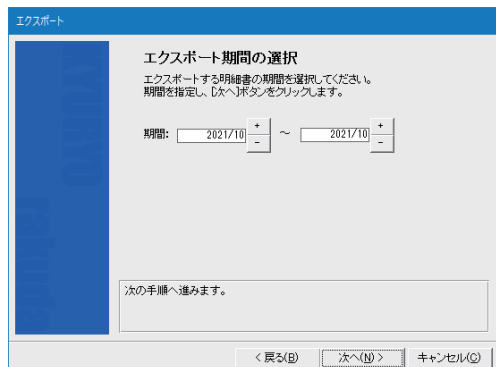 エクスポート
エクスポート期間の選択
エクスポートする明細書の期間を選択してください。
期間を指定し、[次へ]ボタンをクリックします。
期間: 2021/10 + - ～ 2021/10 + -
KYURYO
rakuda
次の手順へ進みます。
< 戻る(B) 次へ(N) > キャンセル(C)